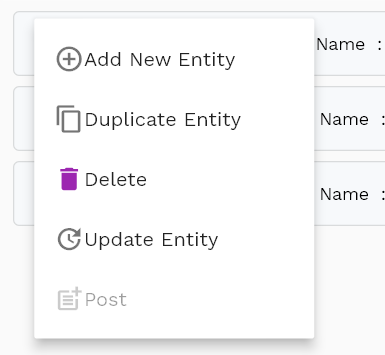 Name :
Add New Entity
Duplicate Entity
Name :
Delete
Name :
Update Entity
Post